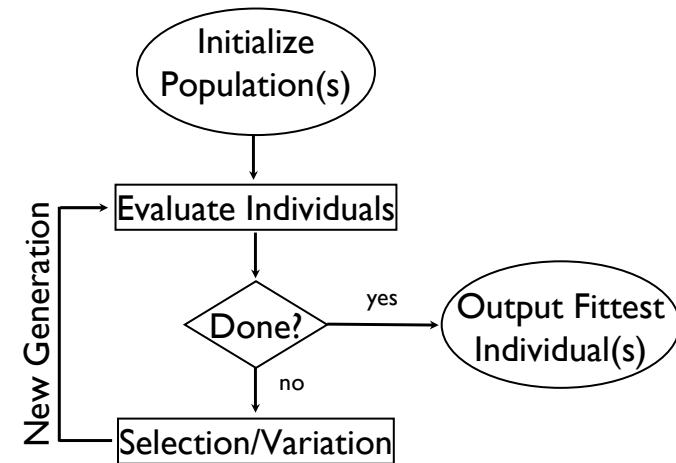 Initialize
Population(s)
Evaluate Individuals
New Generation
Done?
yes
Output Fittest
Individual(s)
no
Selection/Variation